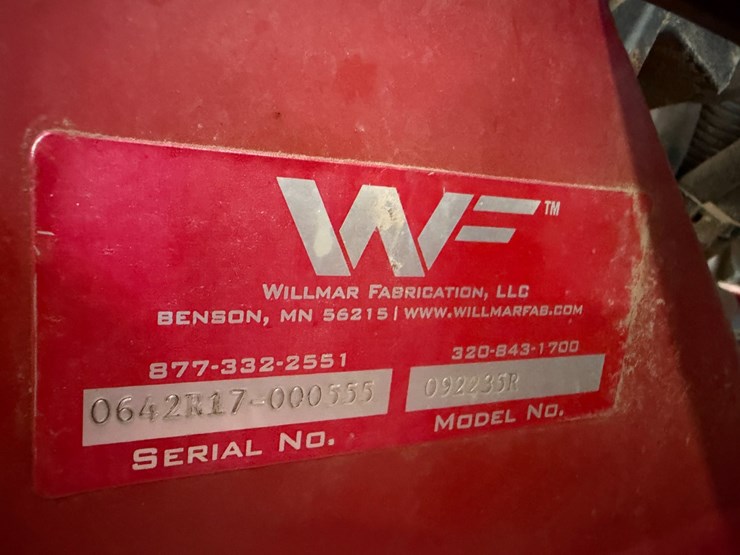 WF™
WILLMAR FABRICATION, LLC
BENSON, MN 56215 | WWW.WILLMARFAB.COM
877-332-2551 320-843-1700
0642R17-000555 092235R
SERIAL NO. MODEL NO.